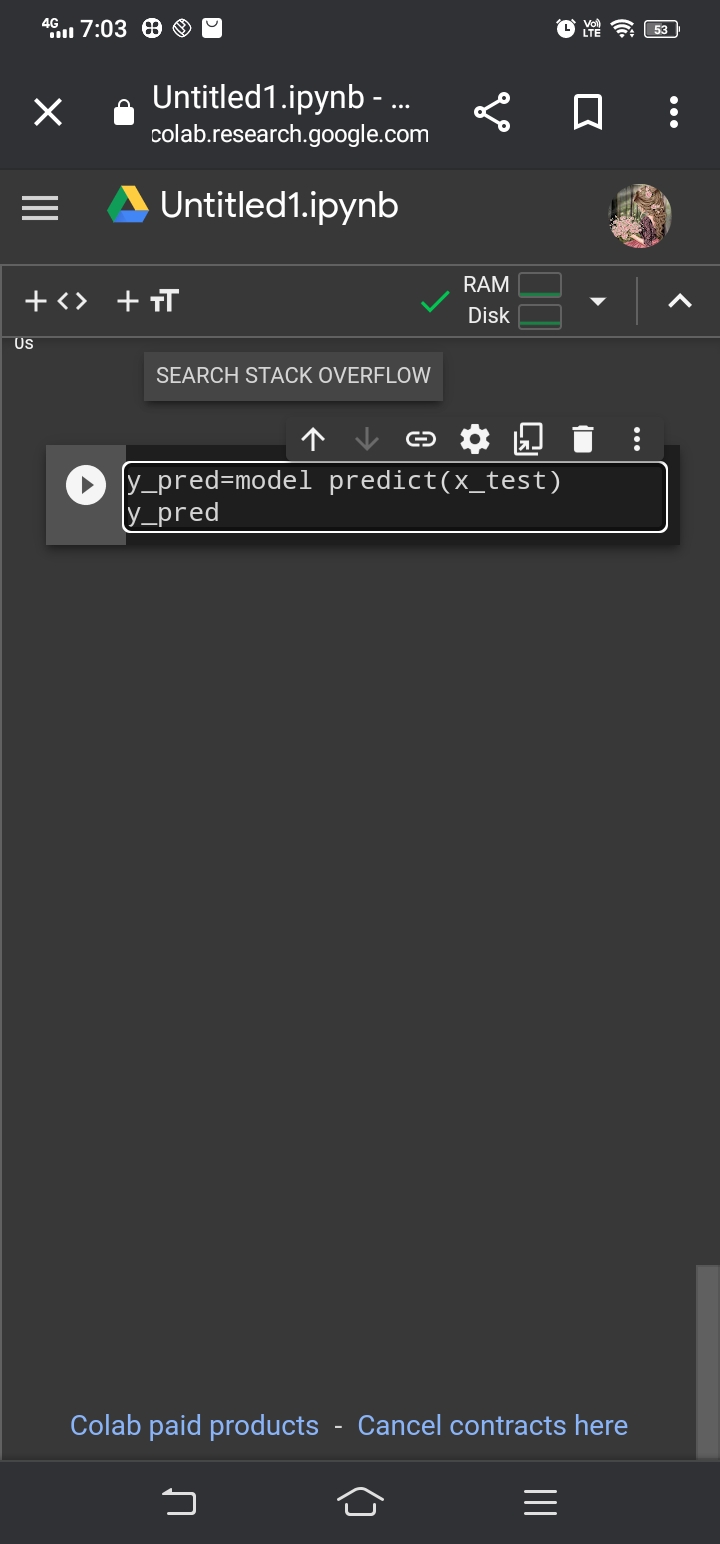 4G 7:03 Vo) LTE 53
Untitled1.ipynb - ...
colab.research.google.com
Untitled1.ipynb
+ <> + TT RAM
Disk
0s
SEARCH STACK OVERFLOW
y_pred=model predict(x_test)
y_pred
Colab paid products - Cancel contracts here